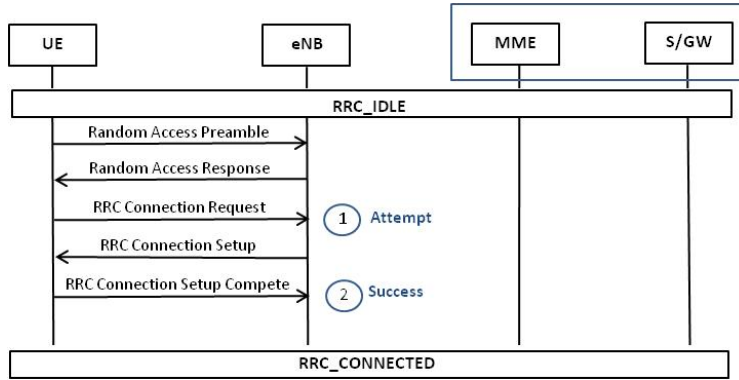 UE
eNB
MME
S/GW
RRC_IDLE
Random Access Preamble
Random Access Response
RRC Connection Request
1 Attempt
RRC Connection Setup
RRC Connection Setup Compete
2 Success
RRC_CONNECTED